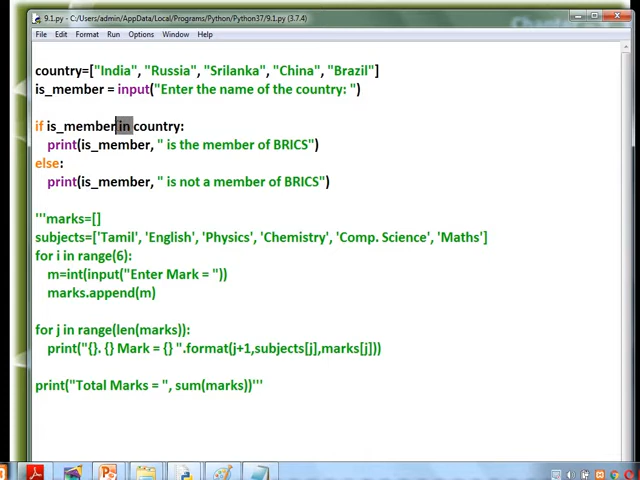 9.1.py - C:/Users/admin/AppData/Local/Programs/Python/Python37/9.1.py (3.7.4)
File Edit Format Run Options Window Help
country=["India", "Russia", "Srilanka", "China", "Brazil"]
is_member = input("Enter the name of the country: ")
if is_member in country:
print(is_member, " is the member of BRICS")
else:
print(is_member, " is not a member of BRICS")
'''marks=[]
subjects=['Tamil', 'English', 'Physics', 'Chemistry', 'Comp. Science', 'Maths']
for i in range(6):
m=int(input("Enter Mark = "))
marks.append(m)
for j in range(len(marks)):
print("{}. {} Mark = {} ".format(j+1,subjects[j],marks[j]))
print("Total Marks = ", sum(marks))'''